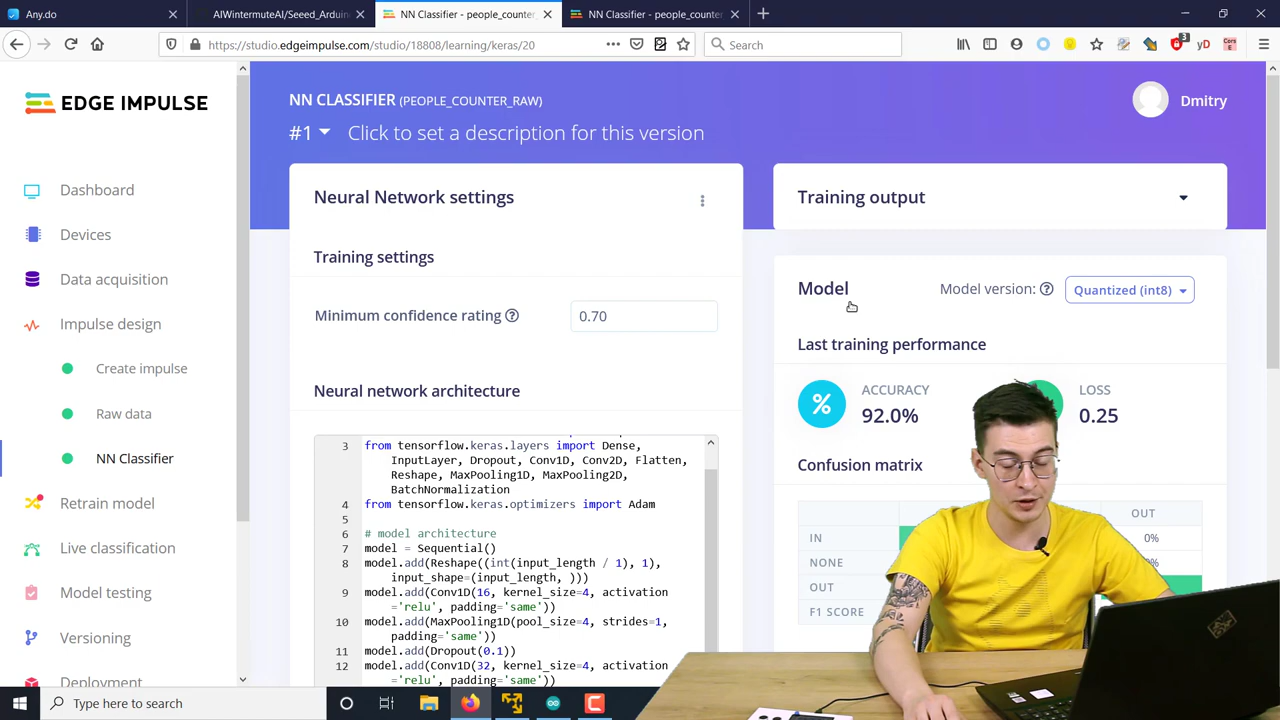 Any.do
AIWintermuteAI/Seeed_Arduin
NN Classifier - people_counter_
NN Classifier - people_counter
https://studio.edgeimpulse.com/studio/18808/learning/keras/20
Search
3
yD
Cors
E
EDGE IMPULSE
Dashboard
Devices
Data acquisition
Impulse design
Create impulse
Raw data
NN Classifier
Retrain model
Live classification
Model testing
Versioning
Deployment
NN CLASSIFIER (PEOPLE_COUNTER_RAW)
#1 Click to set a description for this version
Dmitry
Neural Network settings
Training settings
Minimum confidence rating ? 0.70
Neural network architecture
3 from tensorflow.keras.layers import Dense,
InputLayer, Dropout, Conv1D, Conv2D, Flatten,
Reshape, MaxPooling1D, MaxPooling2D,
BatchNormalization
4 from tensorflow.keras.optimizers import Adam
5
6 # model architecture
7 model = Sequential()
8 model.add(Reshape((int(input_length / 1), 1),
input_shape=(input_length, )))
9 model.add(Conv1D(16, kernel_size=4, activation
='relu', padding='same'))
10 model.add(MaxPooling1D(pool_size=4, strides=1,
padding='same'))
11 model.add(Dropout(0.1))
12 model.add(Conv1D(32, kernel_size=4, activation
='relu', padding='same'))
Training output
Model
Model version: ? Quantized (int8)
Last training performance
% ACCURACY
92.0%
LOSS
0.25
Confusion matrix
OUT
IN 0%
NONE
OUT
F1 SCORE
Type here to search